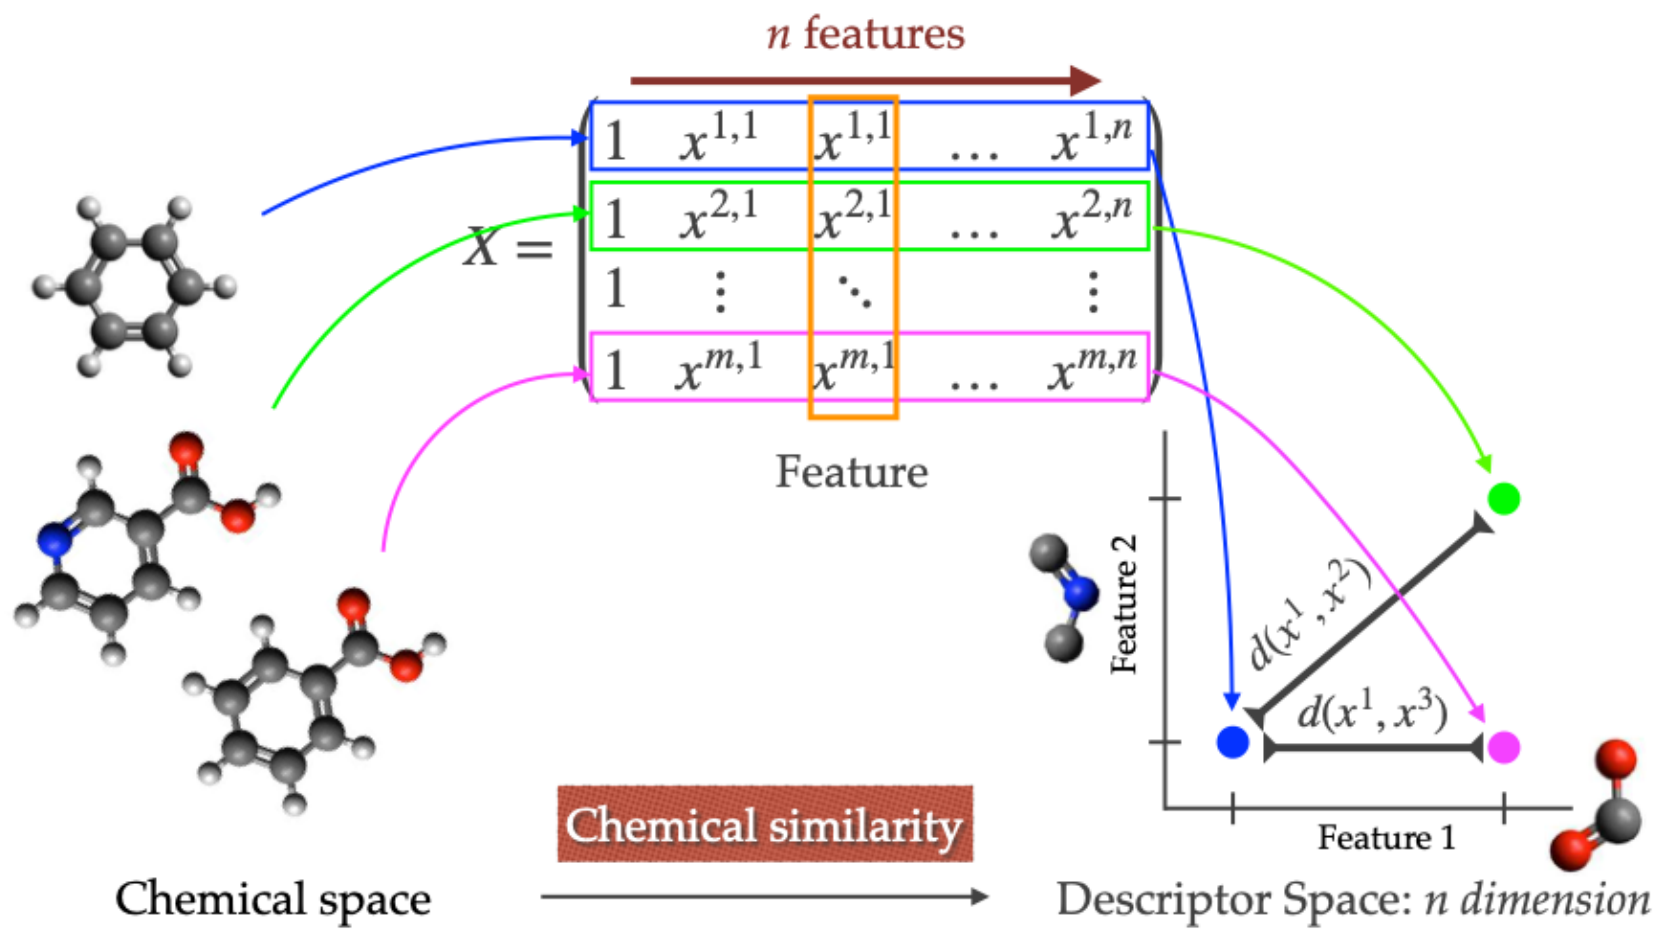 n features
1 x^{1,1} x^{1,1} … x^{1,n}
1 x^{2,1} x^{2,1} … x^{2,n}
X =
1 ⋮ ⋱ ⋮
1 x^{m,1} x^{m,1} … x^{m,n}
Feature
Feature 2
d(x^1, x^2)
d(x^1, x^3)
Feature 1
Chemical similarity
Chemical space
Descriptor Space: n dimension